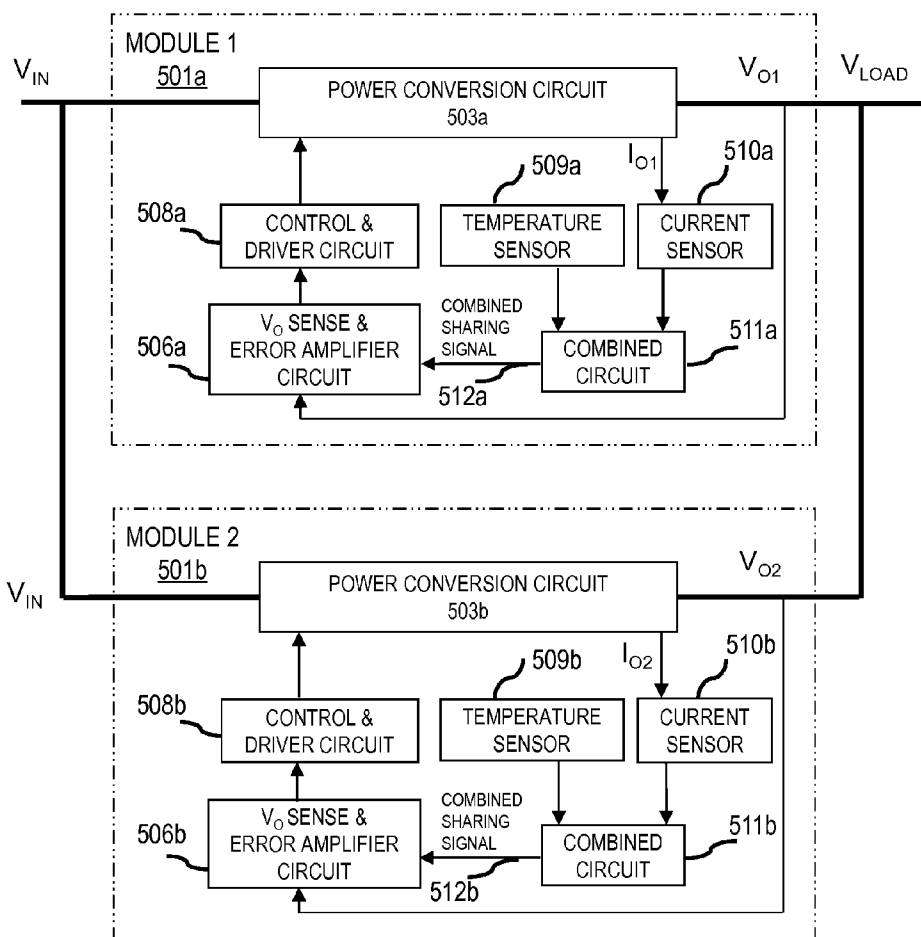 MODULE 1
501a
V_IN
POWER CONVERSION CIRCUIT
503a
V_O1
V_LOAD
I_O1
509a
510a
508a
CONTROL &
DRIVER CIRCUIT
TEMPERATURE
SENSOR
CURRENT
SENSOR
506a
V_O SENSE &
ERROR AMPLIFIER
CIRCUIT
COMBINED
SHARING
SIGNAL
512a
COMBINED
CIRCUIT
511a
MODULE 2
501b
V_IN
POWER CONVERSION CIRCUIT
503b
V_O2
I_O2
509b
510b
508b
CONTROL &
DRIVER CIRCUIT
TEMPERATURE
SENSOR
CURRENT
SENSOR
506b
V_O SENSE &
ERROR AMPLIFIER
CIRCUIT
COMBINED
SHARING
SIGNAL
512b
COMBINED
CIRCUIT
511b